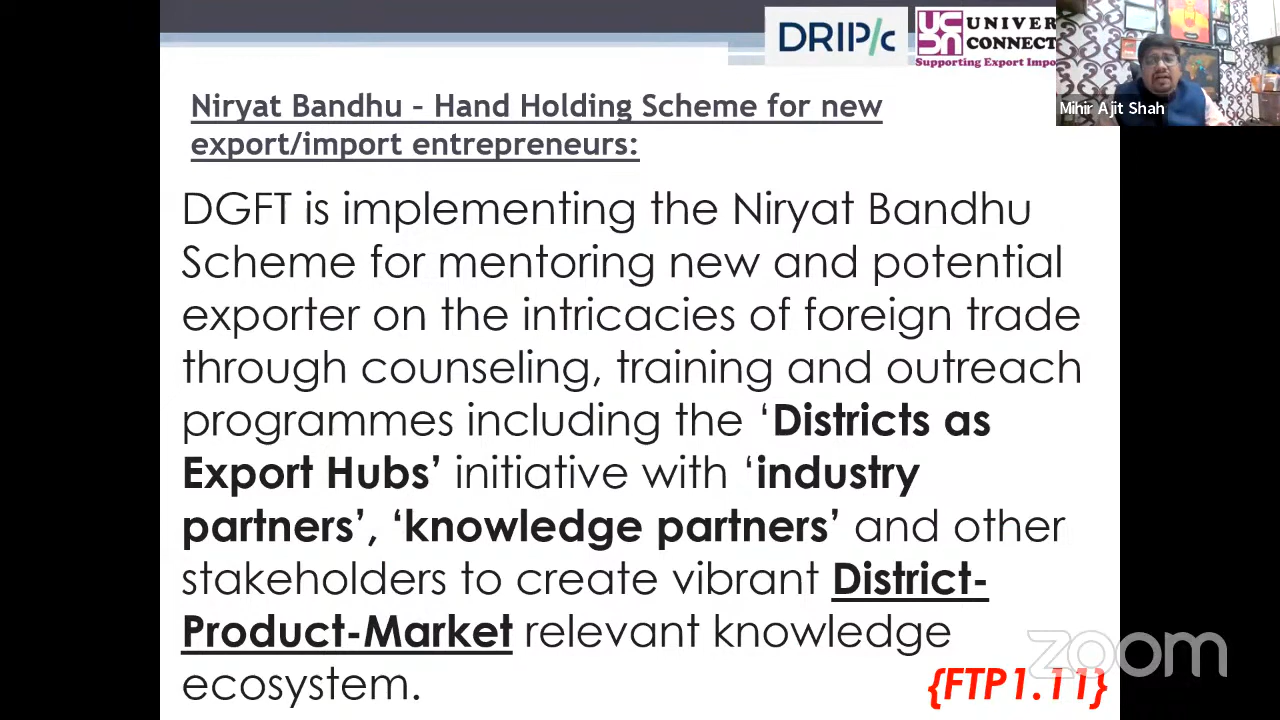 DRIP/c
UCDN UNIVER
CONNECT
Supporting Export Impo
Mihir Ajit Shah
Niryat Bandhu - Hand Holding Scheme for new
export/import entrepreneurs:
DGFT is implementing the Niryat Bandhu
Scheme for mentoring new and potential
exporter on the intricacies of foreign trade
through counseling, training and outreach
programmes including the ‘Districts as
Export Hubs’ initiative with ‘industry
partners’, ‘knowledge partners’ and other
stakeholders to create vibrant District-
Product-Market relevant knowledge
ecosystem.
{FTP1.11}
zoom